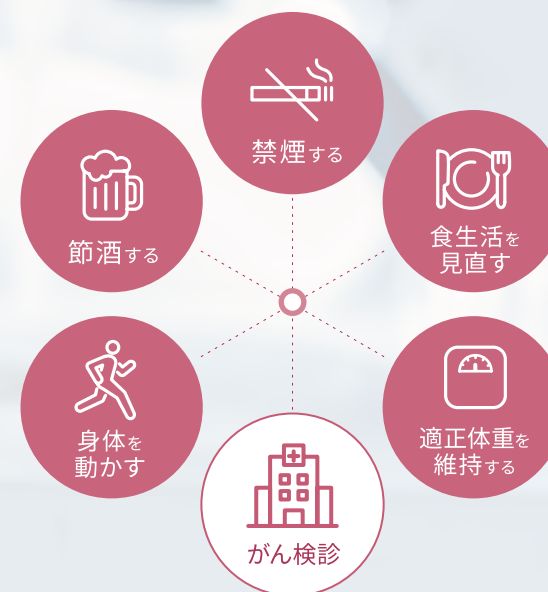 禁煙する
節酒する
食生活を
見直す
身体を
動かす
適正体重を
維持する
がん検診